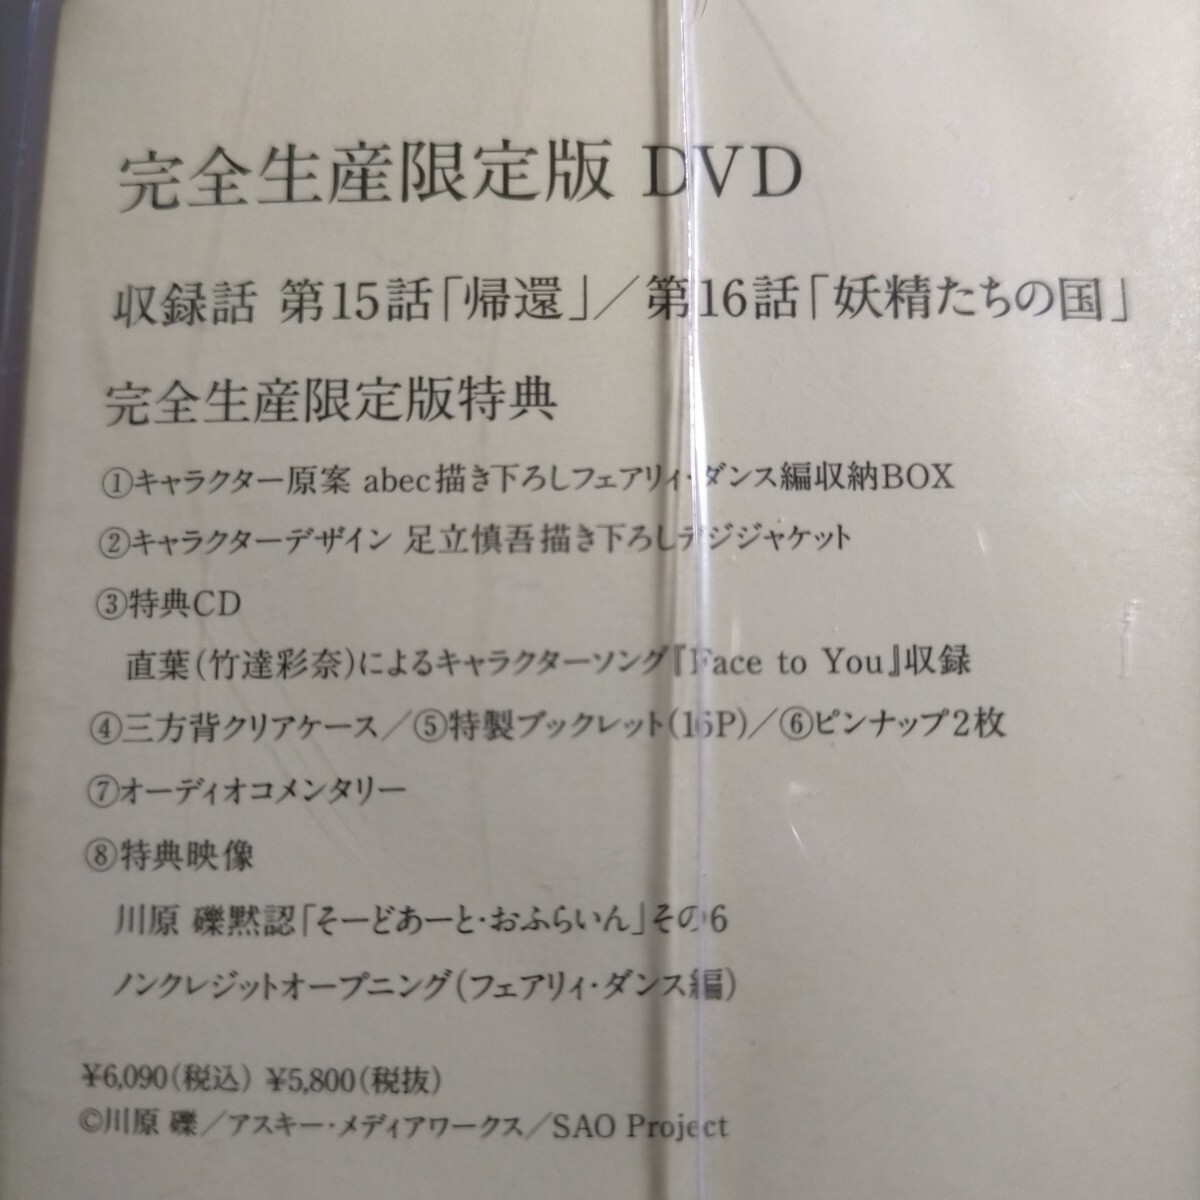 完全生産限定版 DVD
収録話 第15話「帰還」／第16話「妖精たちの国」
完全生産限定版特典
①キャラクター原案 abec描き下ろしフェアリィ・ダンス編収納BOX
②キャラクターデザイン 足立慎吾描き下ろしデジジャケット
③特典CD
直葉(竹達彩奈)によるキャラクターソング『Face to You』収録
④三方背クリアケース／⑤特製ブックレット(16P)／⑥ピンナップ2枚
⑦オーディオコメンタリー
⑧特典映像
川原 礫黙認「そーどあーと・おふらいん」その6
ノンクレジットオープニング(フェアリィ・ダンス編)
¥6,090(税込) ¥5,800(税抜)
©川原 礫／アスキー・メディアワークス／SAO Project